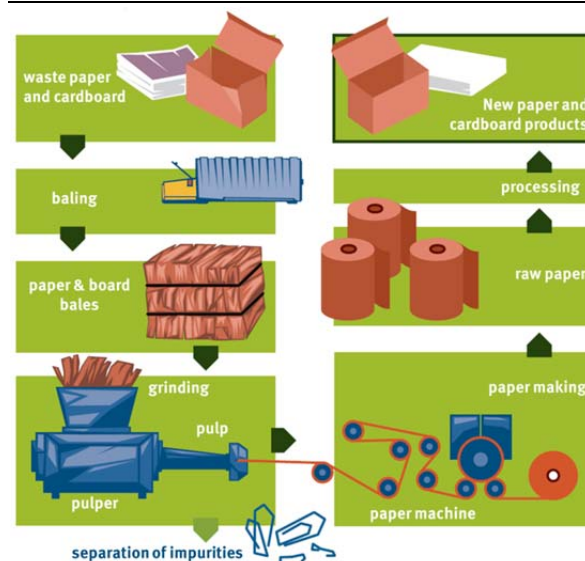 waste paper
and cardboard
baling
paper & board
bales
grinding
pulp
pulper
separation of impurities
New paper and
cardboard products
processing
raw paper
paper making
paper machine